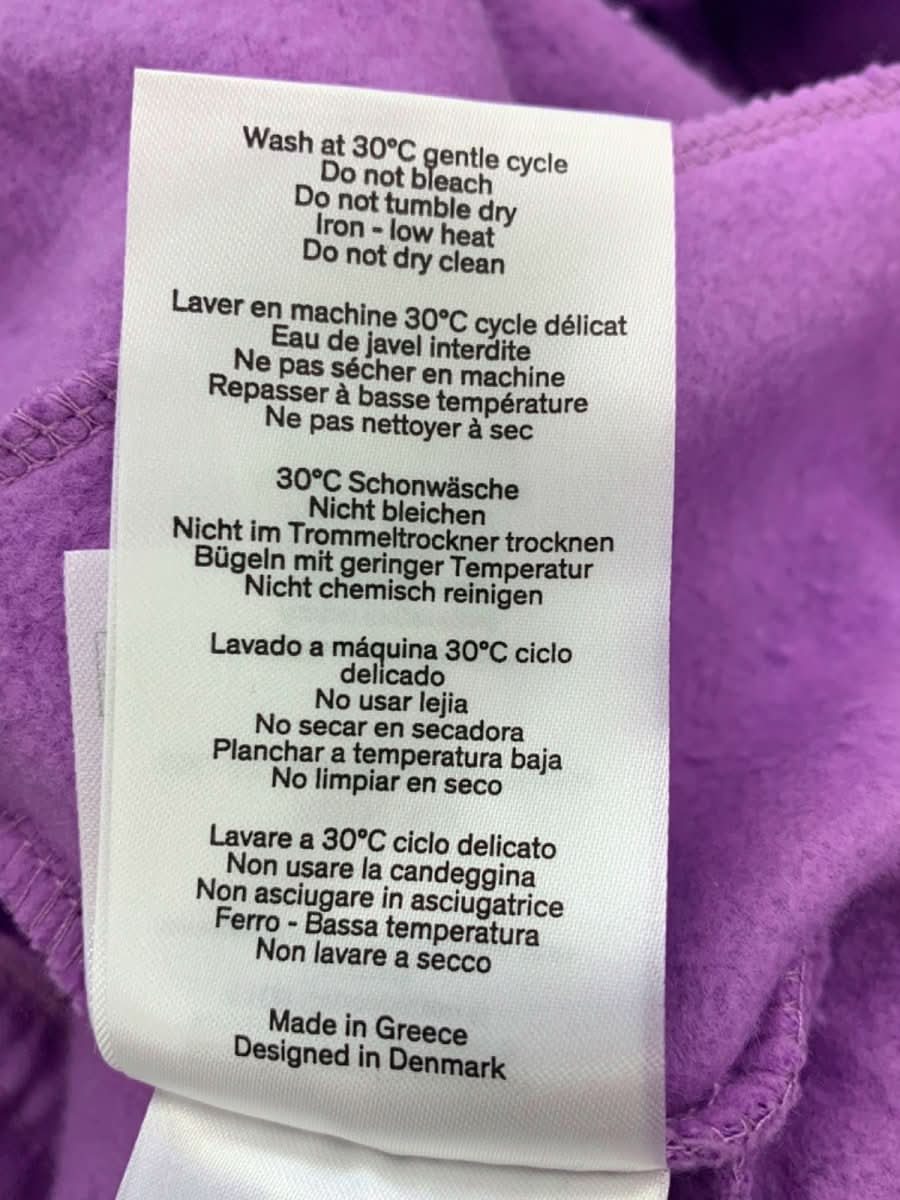 Wash at 30°C gentle cycle
Do not bleach
Do not tumble dry
Iron - low heat
Do not dry clean
Laver en machine 30°C cycle délicat
Eau de javel interdite
Ne pas sécher en machine
Repasser à basse température
Ne pas nettoyer à sec
30°C Schonwäsche
Nicht bleichen
Nicht im Trommeltrockner trocknen
Bügeln mit geringer Temperatur
Nicht chemisch reinigen
Lavado a máquina 30°C ciclo
delicado
No usar lejia
No secar en secadora
Planchar a temperatura baja
No limpiar en seco
Lavare a 30°C ciclo delicato
Non usare la candeggina
Non asciugare in asciugatrice
Ferro - Bassa temperatura
Non lavare a secco
Made in Greece
Designed in Denmark